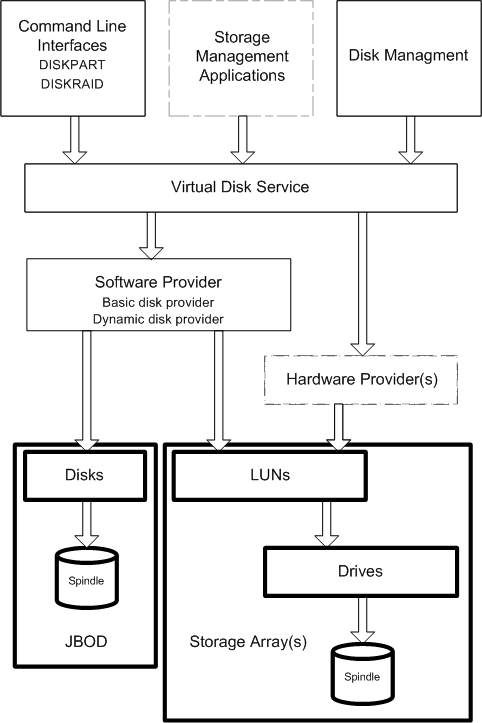 Command Line
Interfaces
DISKPART
DISKRAID
Storage
Management
Applications
Disk Managment
Virtual Disk Service
Software Provider
Basic disk provider
Dynamic disk provider
Hardware Provider(s)
Disks
LUNs
Spindle
Drives
JBOD
Storage Array(s)
Spindle